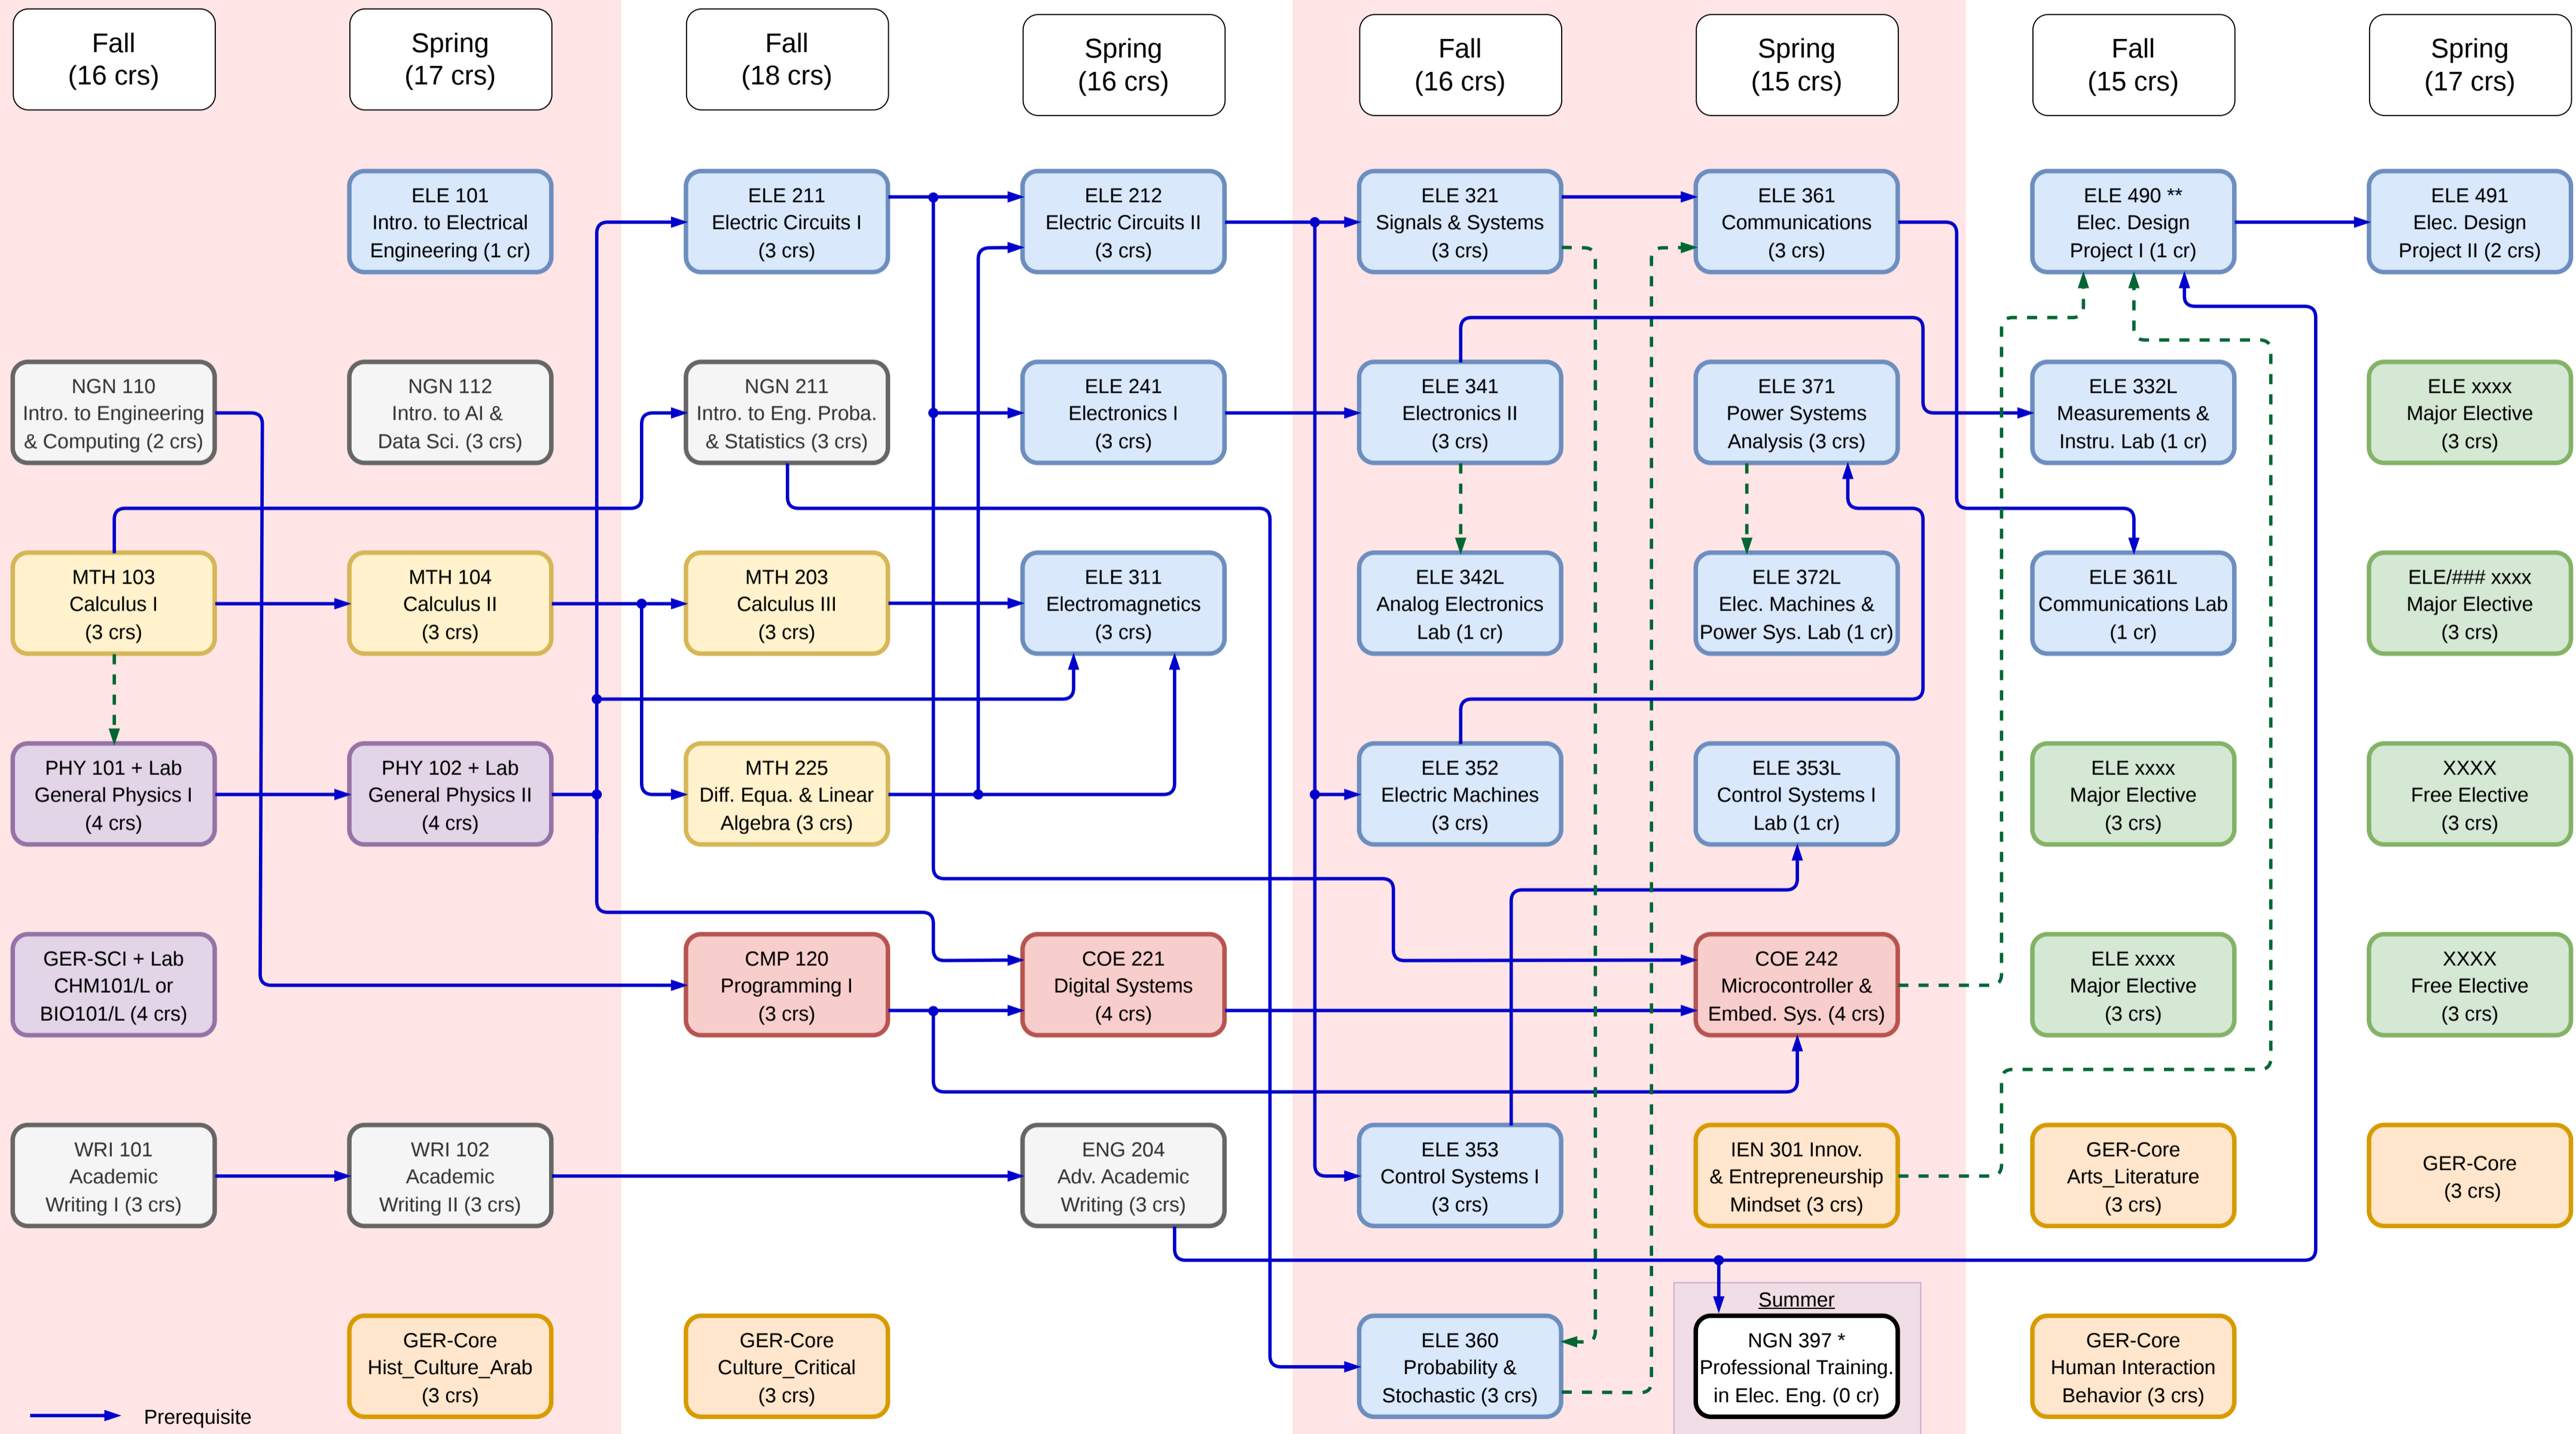 Fall
(16 crs)
Spring
(17 crs)
Fall
(18 crs)
Spring
(16 crs)
Fall
(16 crs)
Spring
(15 crs)
Fall
(15 crs)
Spring
(17 crs)
ELE 101
Intro. to Electrical
Engineering (1 cr)
ELE 211
Electric Circuits I
(3 crs)
ELE 212
Electric Circuits II
(3 crs)
ELE 321
Signals & Systems
(3 crs)
ELE 361
Communications
(3 crs)
ELE 490 **
Elec. Design
Project I (1 cr)
ELE 491
Elec. Design
Project II (2 crs)
NGN 110
Intro. to Engineering
& Computing (2 crs)
NGN 112
Intro. to AI &
Data Sci. (3 crs)
NGN 211
Intro. to Eng. Proba.
& Statistics (3 crs)
ELE 241
Electronics I
(3 crs)
ELE 341
Electronics II
(3 crs)
ELE 371
Power Systems
Analysis (3 crs)
ELE 332L
Measurements &
Instru. Lab (1 cr)
ELE xxxx
Major Elective
(3 crs)
MTH 103
Calculus I
(3 crs)
MTH 104
Calculus II
(3 crs)
MTH 203
Calculus III
(3 crs)
ELE 311
Electromagnetics
(3 crs)
ELE 342L
Analog Electronics
Lab (1 cr)
ELE 372L
Elec. Machines &
Power Sys. Lab (1 cr)
ELE 361L
Communications Lab
(1 cr)
ELE/### xxxx
Major Elective
(3 crs)
PHY 101 + Lab
General Physics I
(4 crs)
PHY 102 + Lab
General Physics II
(4 crs)
MTH 225
Diff. Equa. & Linear
Algebra (3 crs)
ELE 352
Electric Machines
(3 crs)
ELE 353L
Control Systems I
Lab (1 cr)
ELE xxxx
Major Elective
(3 crs)
XXXX
Free Elective
(3 crs)
GER-SCI + Lab
CHM101/L or
BIO101/L (4 crs)
CMP 120
Programming I
(3 crs)
COE 221
Digital Systems
(4 crs)
COE 242
Microcontroller &
Embed. Sys. (4 crs)
ELE xxxx
Major Elective
(3 crs)
XXXX
Free Elective
(3 crs)
WRI 101
Academic
Writing I (3 crs)
WRI 102
Academic
Writing II (3 crs)
ENG 204
Adv. Academic
Writing (3 crs)
ELE 353
Control Systems I
(3 crs)
IEN 301 Innov.
& Entrepreneurship
Mindset (3 crs)
GER-Core
Arts_Literature
(3 crs)
GER-Core
(3 crs)
GER-Core
Hist_Culture_Arab
(3 crs)
GER-Core
Culture_Critical
(3 crs)
ELE 360
Probability &
Stochastic (3 crs)
Summer
NGN 397 *
Professional Training.
in Elec. Eng. (0 cr)
GER-Core
Human Interaction
Behavior (3 crs)
Prerequisite